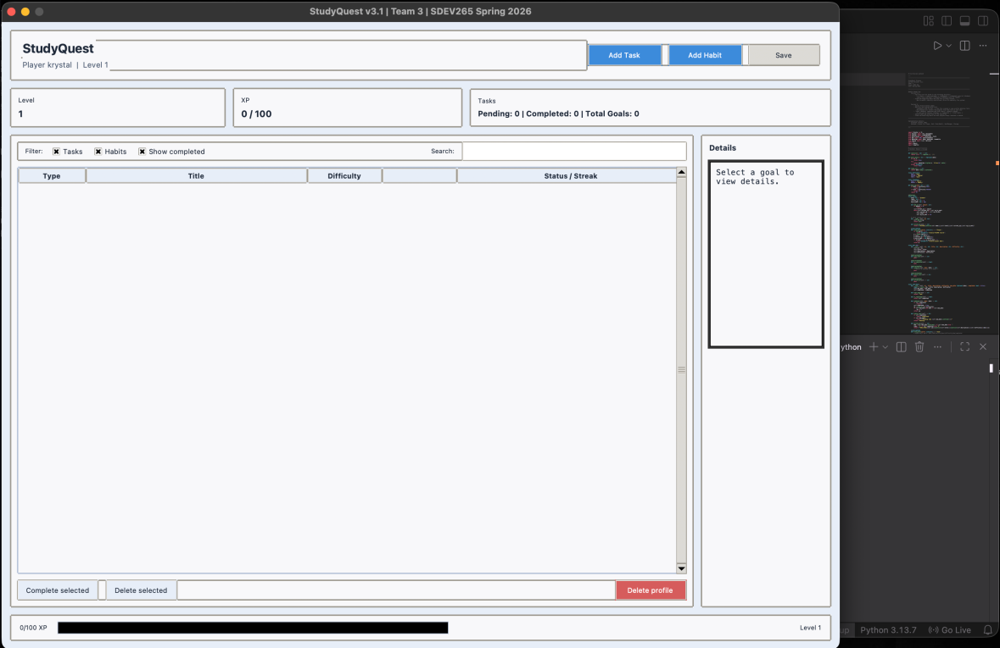 StudyQuest v3.1 | Team 3 | SDEV265 Spring 2026
StudyQuest
Player krystal | Level 1
Add Task
Add Habit
Save
Level
1
XP
0 / 100
Tasks
Pending: 0 | Completed: 0 | Total Goals: 0
Filter:
Tasks
Habits
Show completed
Search:
Type
Title
Difficulty
Status / Streak
Details
Select a goal to
view details.
Complete selected
Delete selected
Delete profile
0/100 XP
Level 1
ython
up
Python 3.13.7
Go Live